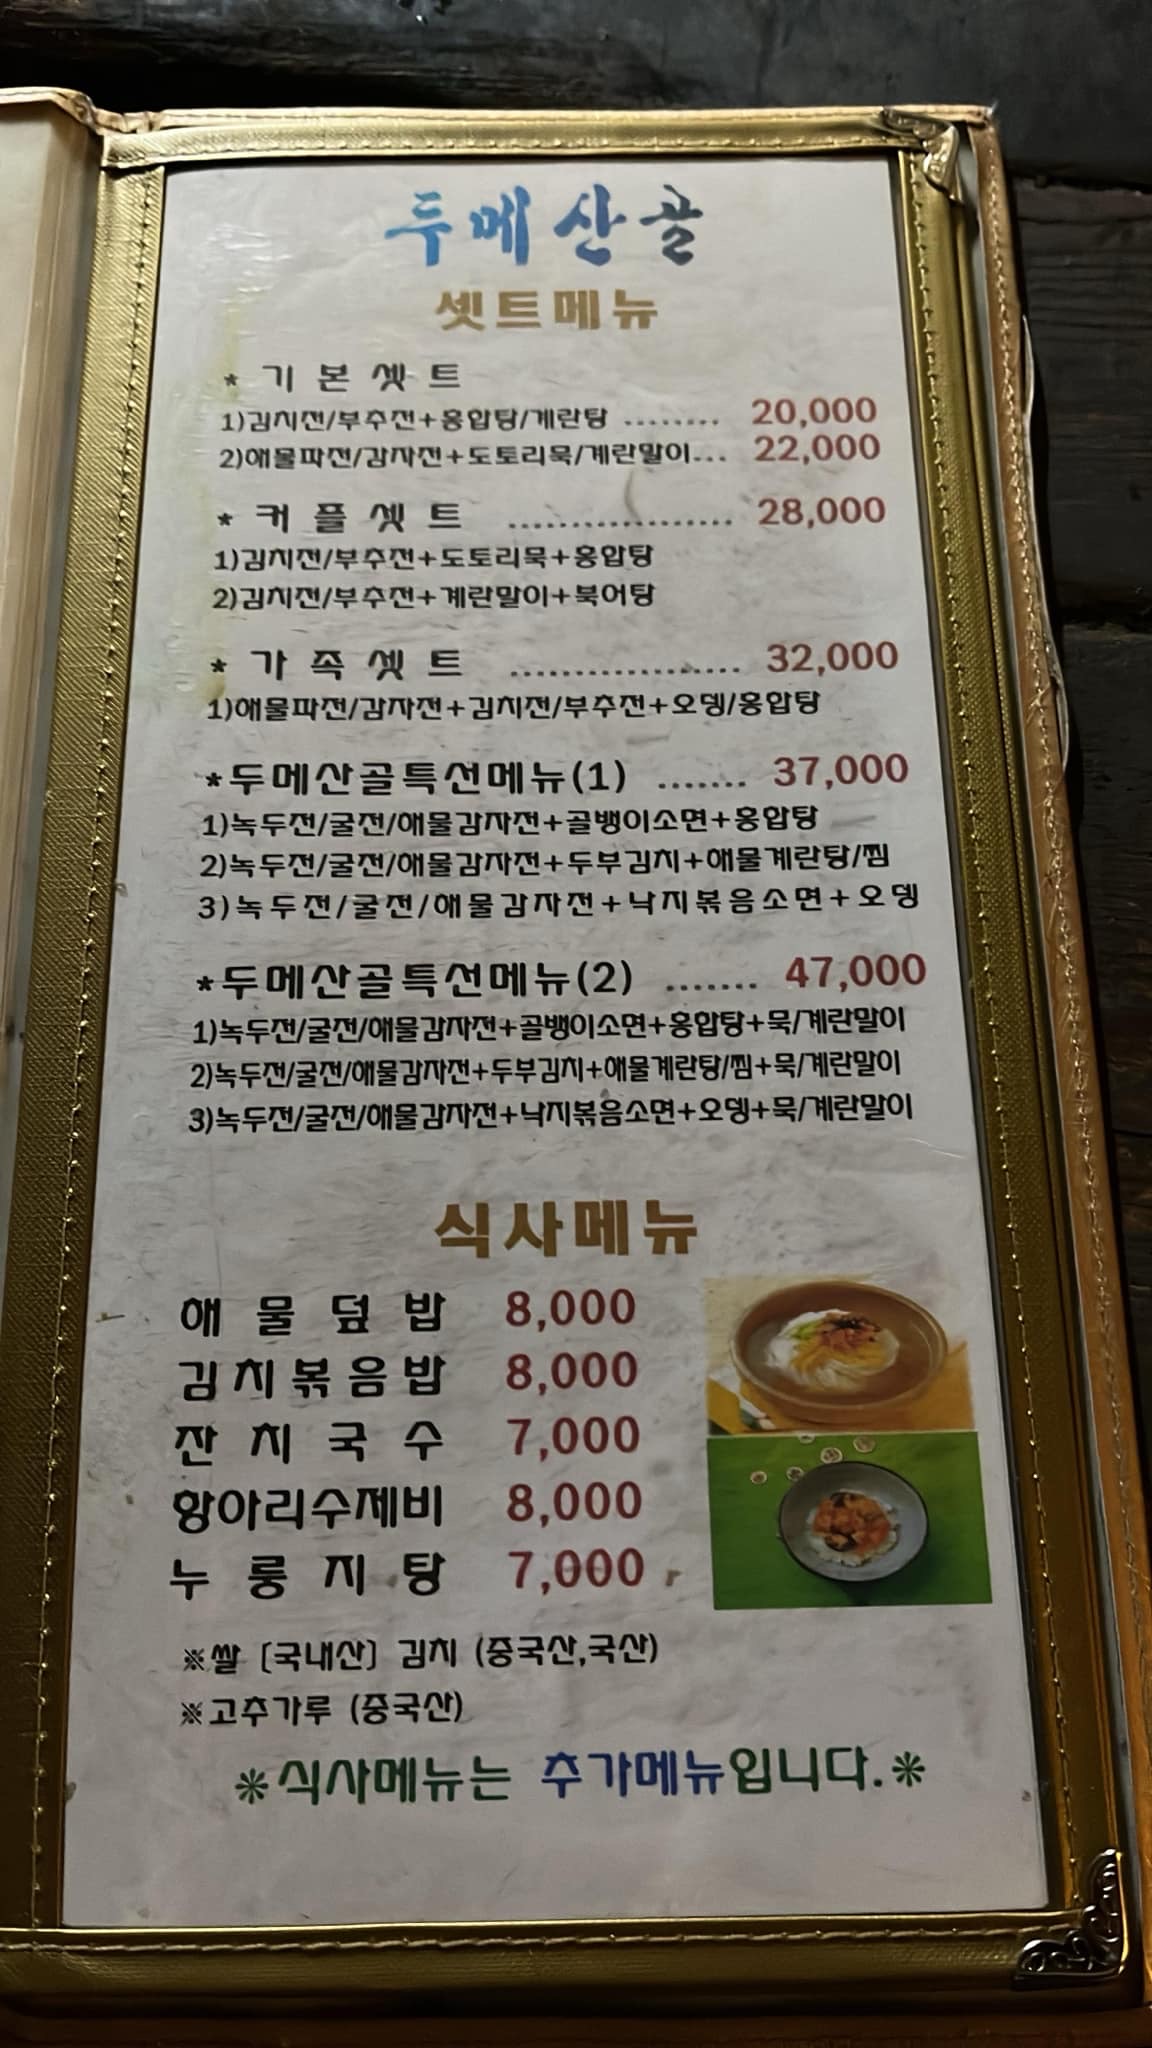 두메산골
셋트메뉴
* 기본셋트
1)김치전/부추전+홍합탕/계란탕 ........ 20,000
2)해물파전/감자전+도토리묵/계란말이... 22,000
* 커플셋트 .................. 28,000
1)김치전/부추전+도토리묵+홍합탕
2)김치전/부추전+계란말이+북어탕
* 가족셋트 .................. 32,000
1)해물파전/감자전+김치전/부추전+오뎅/홍합탕
*두메산골특선메뉴(1) ....... 37,000
1)녹두전/굴전/해물감자전+골뱅이소면+홍합탕
2)녹두전/굴전/해물감자전+두부김치+해물계란탕/찜
3)녹두전/굴전/해물감자전+낙지볶음소면+오뎅
*두메산골특선메뉴(2) ....... 47,000
1)녹두전/굴전/해물감자전+골뱅이소면+홍합탕+묵/계란말이
2)녹두전/굴전/해물감자전+두부김치+해물계란탕/찜+묵/계란말이
3)녹두전/굴전/해물감자전+낙지볶음소면+오뎅+묵/계란말이
식사메뉴
해물덮밥 8,000
김치볶음밥 8,000
잔치국수 7,000
항아리수제비 8,000
누룽지탕 7,000
※쌀 [국내산] 김치 (중국산,국산)
※고추가루 (중국산)
※식사메뉴는 추가메뉴입니다.※